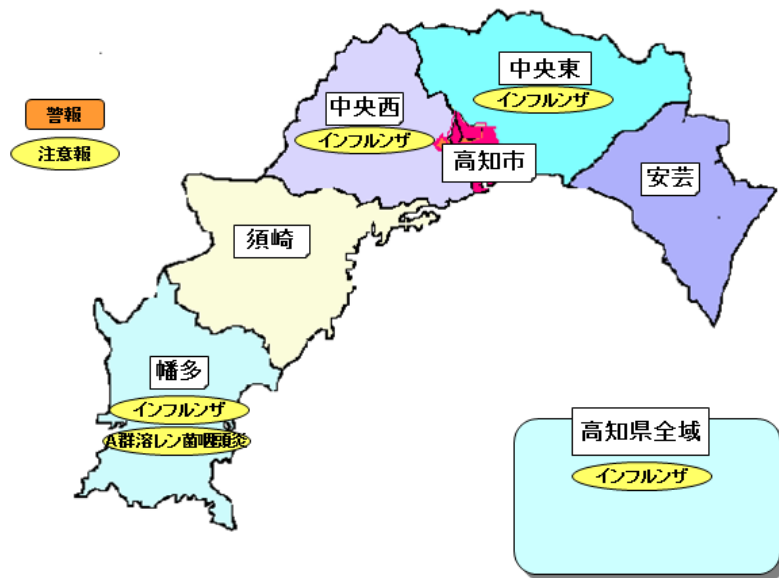 中央東
インフルンザ
警報
中央西
注意報
インフルンザ
高知市
安芸
須崎
幡多
インフルンザ
A群溶レン菌咽頭炎
高知県全域
インフルンザ